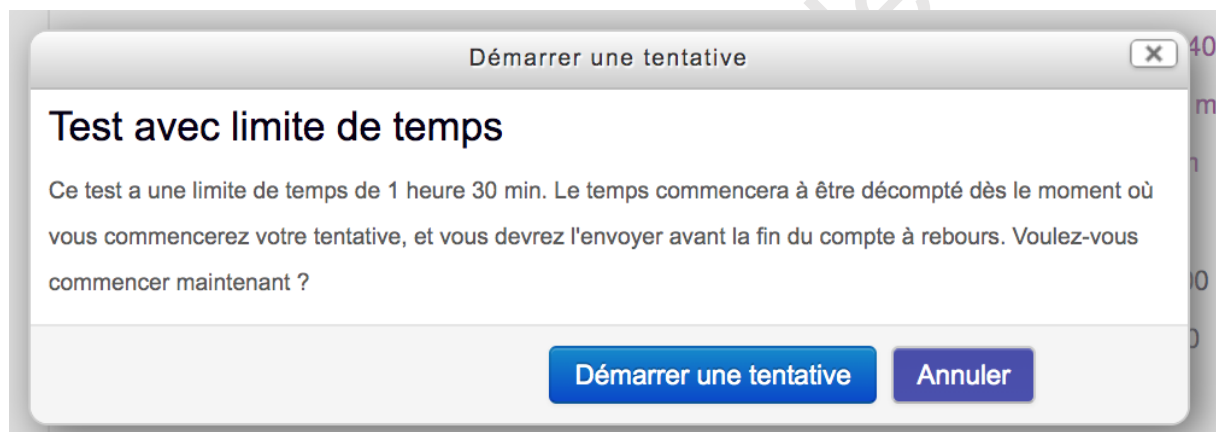 Démarrer une tentative
40
Test avec limite de temps
m
Ce test a une limite de temps de 1 heure 30 min. Le temps commencera à être décompté dès le moment où
vous commencerez votre tentative, et vous devrez l'envoyer avant la fin du compte à rebours. Voulez-vous
commencer maintenant ?
Démarrer une tentative
Annuler